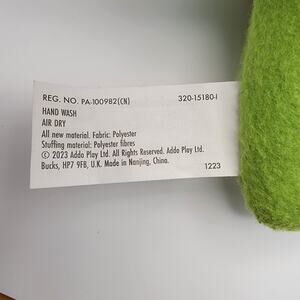 REG. NO. PA-100982(CN) 320-15180-I
HAND WASH
AIR DRY
All new material. Fabric: Polyester
Stuffing material: Polyester fibres
© 2023 Addo Play Ltd. All Rights Reserved. Addo Play Ltd.
Bucks, HP7 9FB, U.K. Made in Nanjing, China.
1223